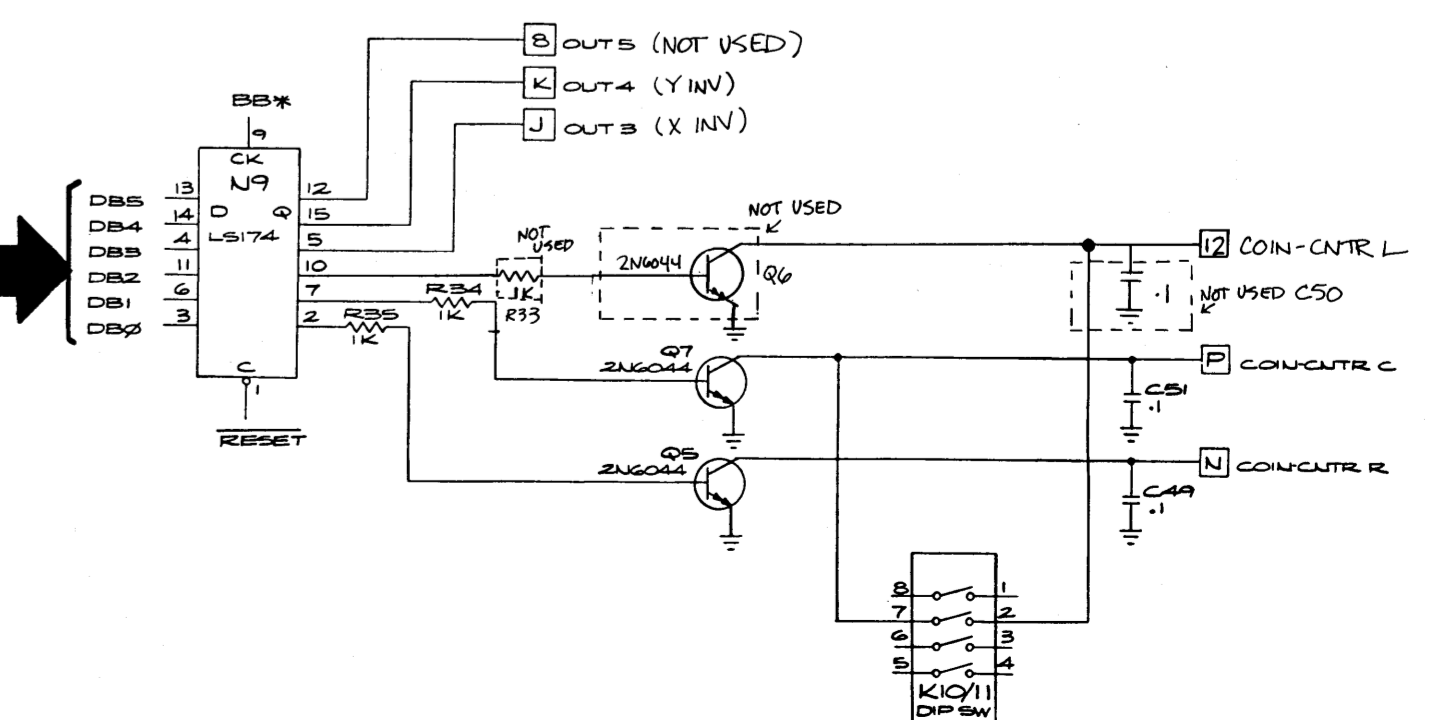 8 OUT5 (NOT USED)
K OUT4 (Y INV)
J OUT3 (X INV)
BB*
9
CK
N9
D Q
LS174
DB5 13 12
DB4 14 15
DB3 4 5
DB2 11 10
DB1 6 7
DBØ 3 2
C
1
RESET
NOT USED
1K
R33
R34
1K
R35
1K
NOT USED
2N6044
Q6
Q7
2N6044
Q5
2N6044
12 COIN-CNTR L
.1
NOT USED C50
P COIN-CNTR C
C51
.1
N COIN-CNTR R
C49
.1
8 1
7 2
6 3
5 4
K10/11
DIP SW